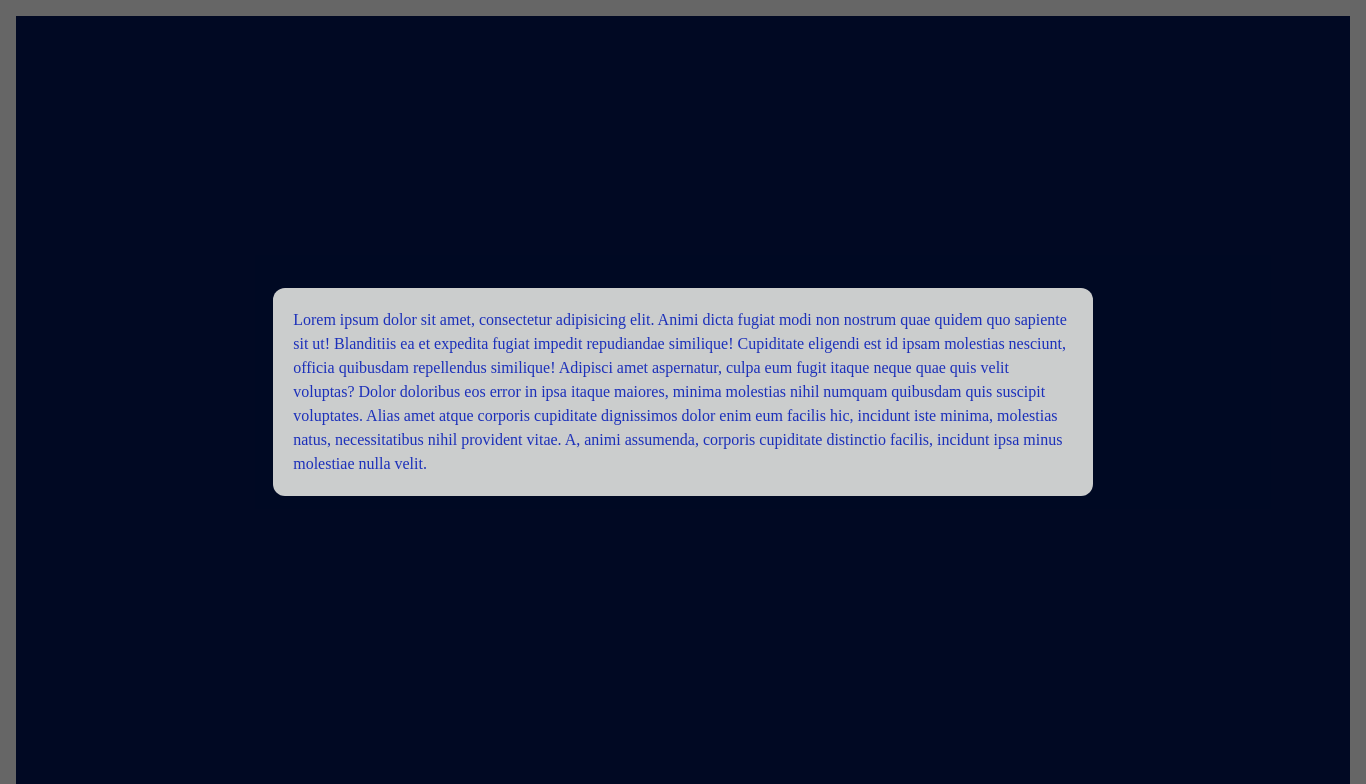 Lorem ipsum dolor sit amet, consectetur adipisicing elit. Animi dicta fugiat modi non nostrum quae quidem quo sapiente
sit ut! Blanditiis ea et expedita fugiat impedit repudiandae similique! Cupiditate eligendi est id ipsam molestias nesciunt,
officia quibusdam repellendus similique! Adipisci amet aspernatur, culpa eum fugit itaque neque quae quis velit
voluptas? Dolor doloribus eos error in ipsa itaque maiores, minima molestias nihil numquam quibusdam quis suscipit
voluptates. Alias amet atque corporis cupiditate dignissimos dolor enim eum facilis hic, incidunt iste minima, molestias
natus, necessitatibus nihil provident vitae. A, animi assumenda, corporis cupiditate distinctio facilis, incidunt ipsa minus
molestiae nulla velit.